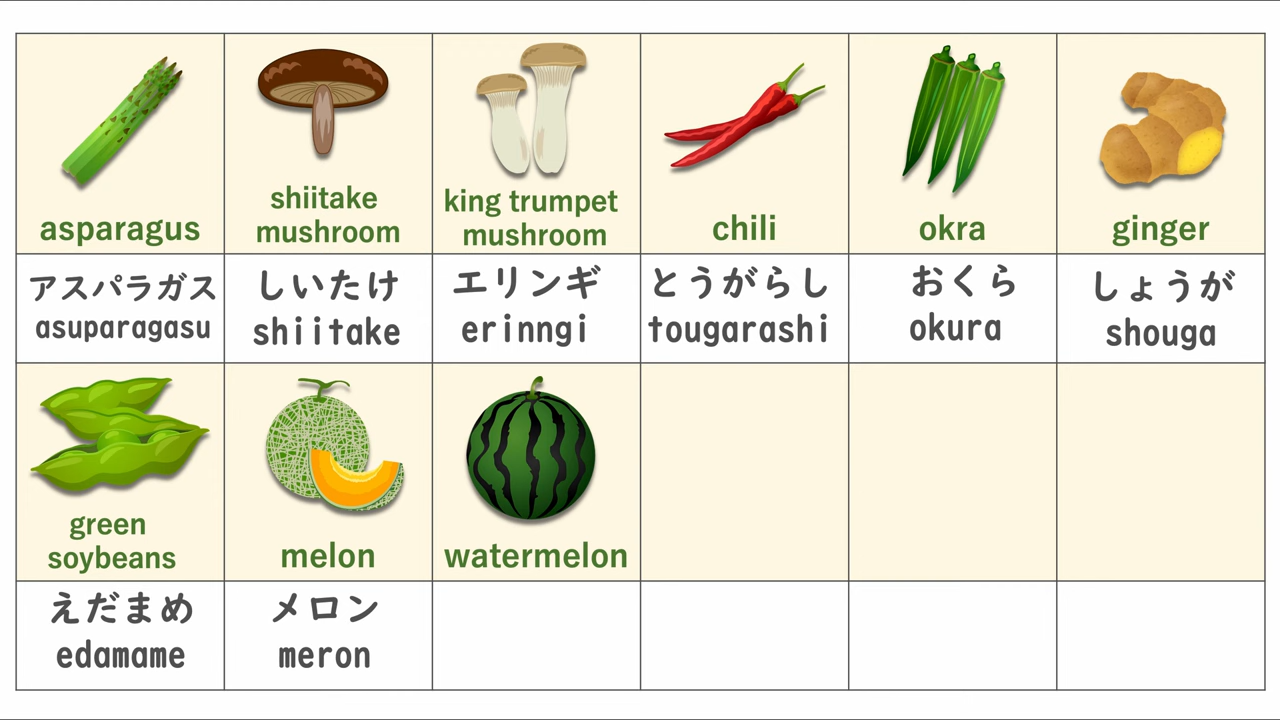 asparagus
shiitake
mushroom
king trumpet
mushroom
chili
okra
ginger
アスパラガス
asuparagasu
しいたけ
shiitake
エリンギ
erinngi
とうがらし
tougarashi
おくら
okura
しょうが
shouga
green
soybeans
melon
watermelon
えだまめ
edamame
メロン
meron